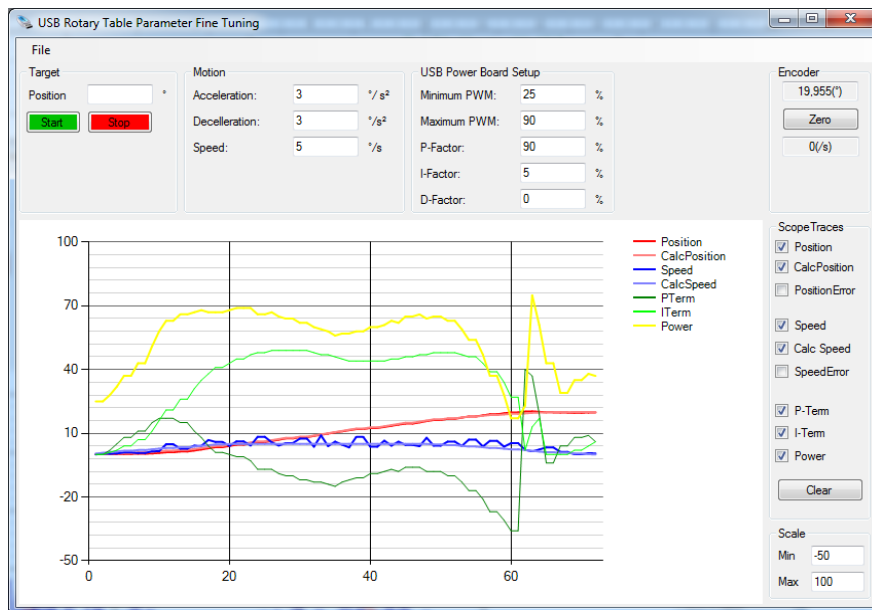 USB Rotary Table Parameter Fine Tuning
File
Target
Position °
Start Stop
Motion
Acceleration: 3 °/ s²
Decelleration: 3 °/s²
Speed: 5 °/s
USB Power Board Setup
Minimum PWM: 25 %
Maximum PWM: 90 %
P-Factor: 90 %
I-Factor: 5 %
D-Factor: 0 %
Encoder
19,955(°)
Zero
0(/s)
100
70
40
10
-20
-50
0
20
40
60
Position
CalcPosition
Speed
CalcSpeed
PTerm
ITerm
Power
ScopeTraces
Position
CalcPosition
PositionError
Speed
Calc Speed
SpeedError
P-Term
I-Term
Power
Clear
Scale
Min -50
Max 100